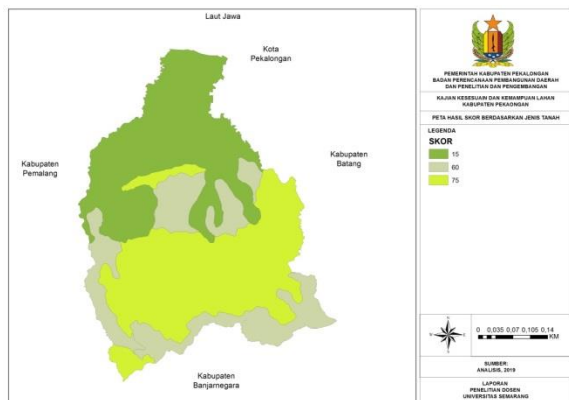 Laut Jawa
Kota
Pekalongan
Kabupaten
Pemalang
Kabupaten
Batang
Kabupaten
Banjarnegara
PEMERINTAH KABUPATEN PEKALONGAN
BADAN PERENCANAAN PEMBANGUNAN DAERAH
DAN PENELITIAN DAN PENGEMBANGAN
KAJIAN KESESUAIN DAN KEMAMPUAN LAHAN
KABUPATEN PEKAONGAN
PETA HASIL SKOR BERDASARKAN JENIS TANAH
LEGENDA
SKOR
15
60
75
0 0,035 0,07 0,105 0,14
KM
SUMBER:
ANALISIS, 2019
LAPORAN
PENELITIAN DOSEN
UNIVERSITAS SEMARANG